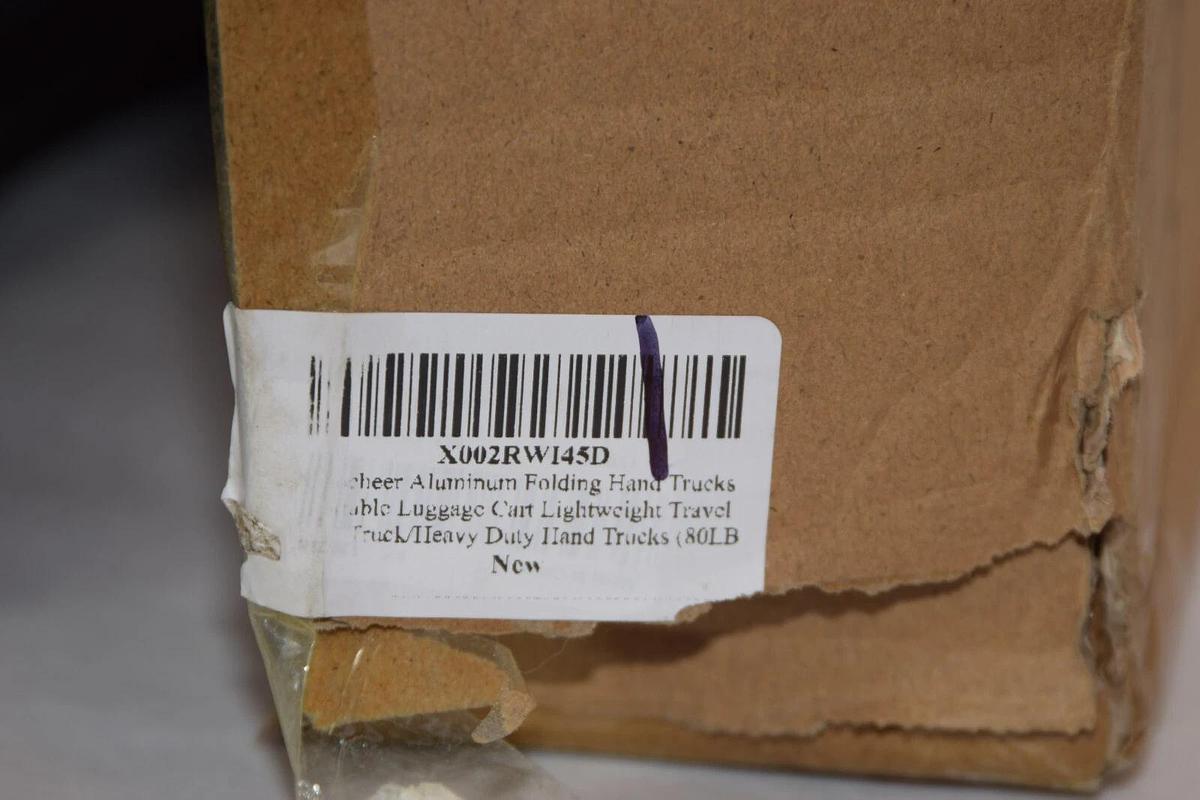 X002RWI45D
cheer Aluminum Folding Hand Trucks
able Luggage Cart Lightweight Travel
Truck/Heavy Duty Hand Trucks (80LB
New